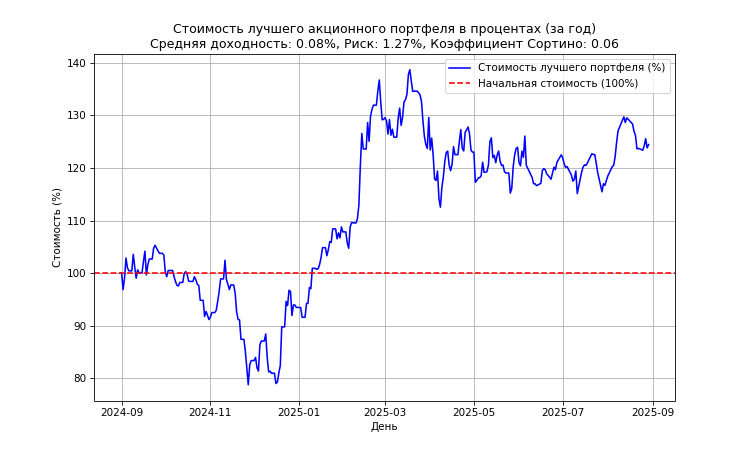 Стоимость лучшего акционного портфеля в процентах (за год)
Средняя доходность: 0.08%, Риск: 1.27%, Коэффициент Сортино: 0.06
Стоимость лучшего портфеля (%)
Начальная стоимость (100%)
Стоимость (%)
140
130
120
110
100
90
80
2024-09 2024-11 2025-01 2025-03 2025-05 2025-07 2025-09
День